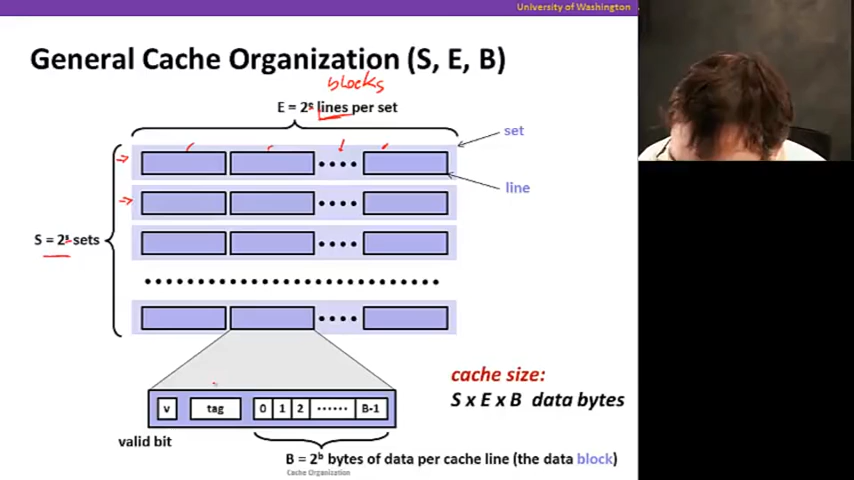 University of Washington
General Cache Organization (S, E, B)
blocks
E = 2ᵉ lines per set
set
line
S = 2ˢ sets
cache size:
S x E x B data bytes
v tag 0 1 2 ······ B-1
valid bit
B = 2ᵇ bytes of data per cache line (the data block)
Cache Organization